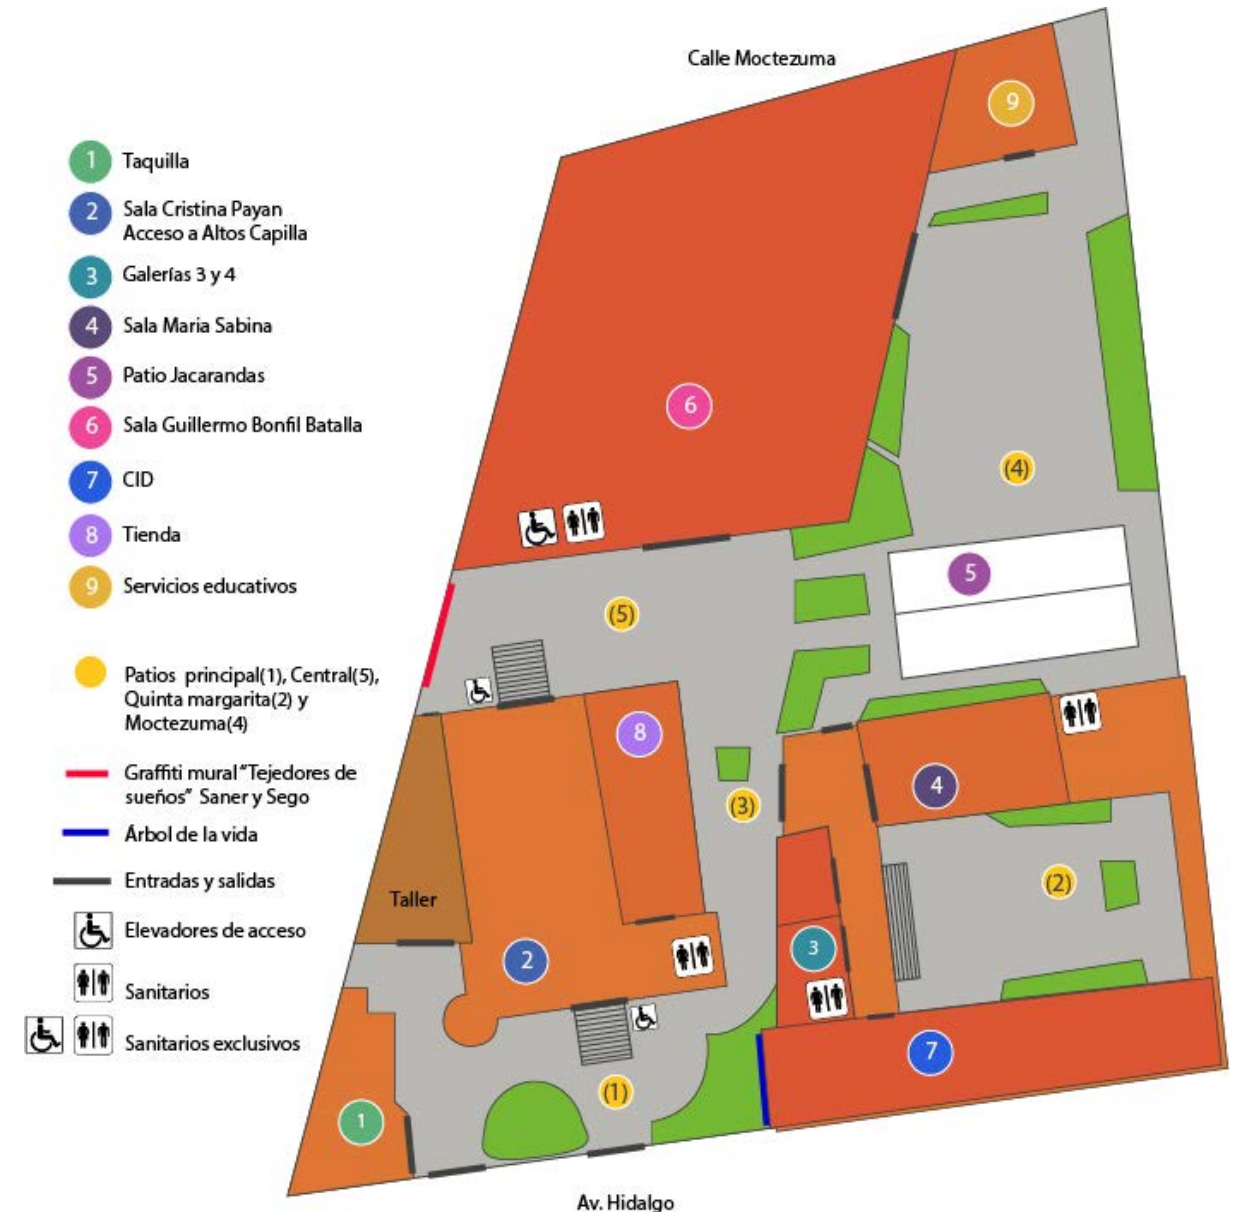 Calle Moctezuma
1 Taquilla
2 Sala Cristina Payan
Acceso a Altos Capilla
3 Galerías 3 y 4
4 Sala Maria Sabina
5 Patio Jacarandas
6 Sala Guillermo Bonfil Batalla
7 CID
8 Tienda
9 Servicios educativos
Patios principal(1), Central(5),
Quinta margarita(2) y
Moctezuma(4)
Graffiti mural "Tejedores de
sueños" Saner y Sego
Árbol de la vida
Entradas y salidas
Elevadores de acceso
Sanitarios
Sanitarios exclusivos
9
6
(4)
5
(5)
8
4
(3)
(2)
Taller
3
2
7
(1)
1
Av. Hidalgo